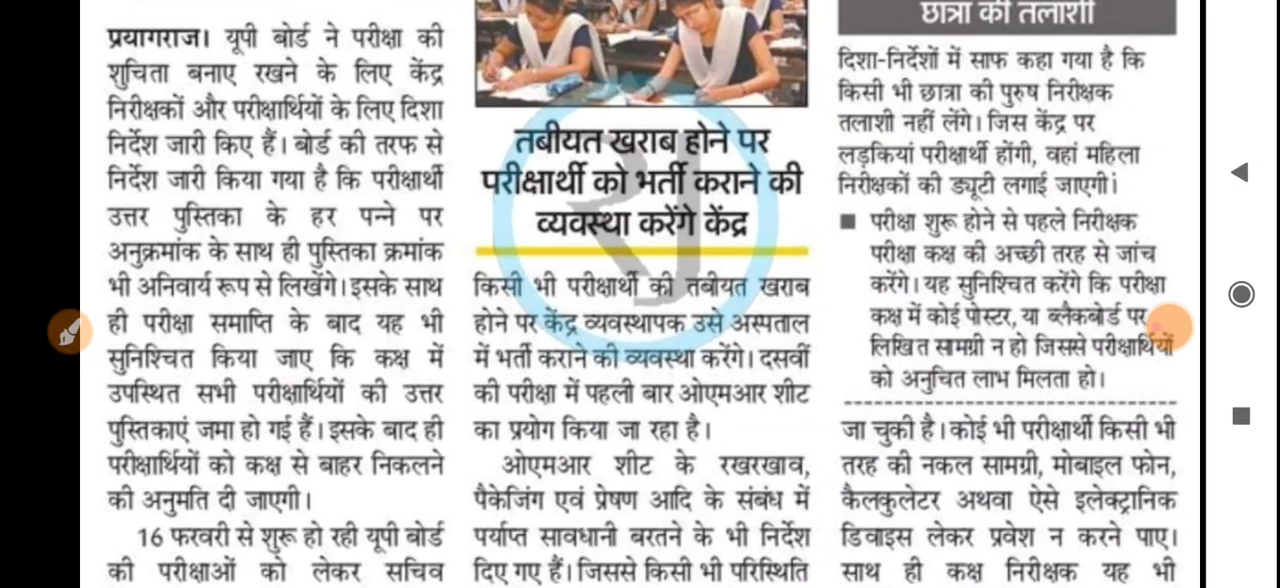 प्रयागराज। यूपी बोर्ड ने परीक्षा की
शुचिता बनाए रखने के लिए केंद्र
निरीक्षकों और परीक्षार्थियों के लिए दिशा
निर्देश जारी किए हैं। बोर्ड की तरफ से
निर्देश जारी किया गया है कि परीक्षार्थी
उत्तर पुस्तिका के हर पन्ने पर
अनुक्रमांक के साथ ही पुस्तिका क्रमांक
भी अनिवार्य रूप से लिखेंगे। इसके साथ
ही परीक्षा समाप्ति के बाद यह भी
सुनिश्चित किया जाए कि कक्ष में
उपस्थित सभी परीक्षार्थियों की उत्तर
पुस्तिकाएं जमा हो गई हैं। इसके बाद ही
परीक्षार्थियों को कक्ष से बाहर निकलने
की अनुमति दी जाएगी।
16 फरवरी से शुरू हो रही यूपी बोर्ड
की परीक्षाओं को लेकर सचिव
तबीयत खराब होने पर
परीक्षार्थी को भर्ती कराने की
व्यवस्था करेंगे केंद्र
किसी भी परीक्षार्थी की तबीयत खराब
होने पर केंद्र व्यवस्थापक उसे अस्पताल
में भर्ती कराने की व्यवस्था करेंगे। दसवीं
की परीक्षा में पहली बार ओएमआर शीट
का प्रयोग किया जा रहा है।
ओएमआर शीट के रखरखाव,
पैकेजिंग एवं प्रेषण आदि के संबंध में
पर्याप्त सावधानी बरतने के भी निर्देश
दिए गए हैं। जिससे किसी भी परिस्थिति
छात्रा की तलाशी
दिशा-निर्देशों में साफ कहा गया है कि
किसी भी छात्रा की पुरुष निरीक्षक
तलाशी नहीं लेंगे। जिस केंद्र पर
लड़कियां परीक्षार्थी होंगी, वहां महिला
निरीक्षकों की ड्यूटी लगाई जाएगी।
■ परीक्षा शुरू होने से पहले निरीक्षक
परीक्षा कक्ष की अच्छी तरह से जांच
करेंगे। यह सुनिश्चित करेंगे कि परीक्षा
कक्ष में कोई पोस्टर, या ब्लैकबोर्ड पर
लिखित सामग्री न हो जिससे परीक्षार्थियों
को अनुचित लाभ मिलता हो।
जा चुकी है। कोई भी परीक्षार्थी किसी भी
तरह की नकल सामग्री, मोबाइल फोन,
कैलकुलेटर अथवा ऐसे इलेक्ट्रानिक
डिवाइस लेकर प्रवेश न करने पाए।
साथ ही कक्ष निरीक्षक यह भी